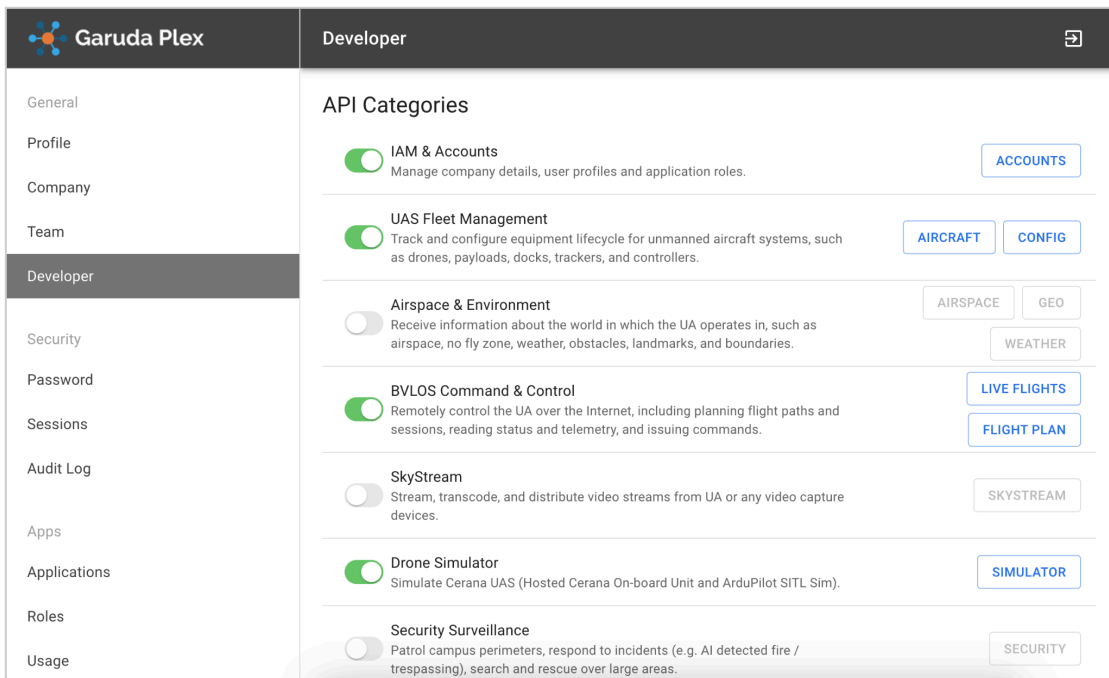 Garuda Plex
Developer
General
Profile
Company
Team
Developer
Security
Password
Sessions
Audit Log
Apps
Applications
Roles
Usage
API Categories
IAM & Accounts
Manage company details, user profiles and application roles.
ACCOUNTS
UAS Fleet Management
Track and configure equipment lifecycle for unmanned aircraft systems, such
as drones, payloads, docks, trackers, and controllers.
AIRCRAFT
CONFIG
Airspace & Environment
Receive information about the world in which the UA operates in, such as
airspace, no fly zone, weather, obstacles, landmarks, and boundaries.
AIRSPACE
GEO
WEATHER
BVLOS Command & Control
Remotely control the UA over the Internet, including planning flight paths and
sessions, reading status and telemetry, and issuing commands.
LIVE FLIGHTS
FLIGHT PLAN
SkyStream
Stream, transcode, and distribute video streams from UA or any video capture
devices.
SKYSTREAM
Drone Simulator
Simulate Cerana UAS (Hosted Cerana On-board Unit and ArduPilot SITL Sim).
SIMULATOR
Security Surveillance
Patrol campus perimeters, respond to incidents (e.g. AI detected fire /
trespassing), search and rescue over large areas.
SECURITY